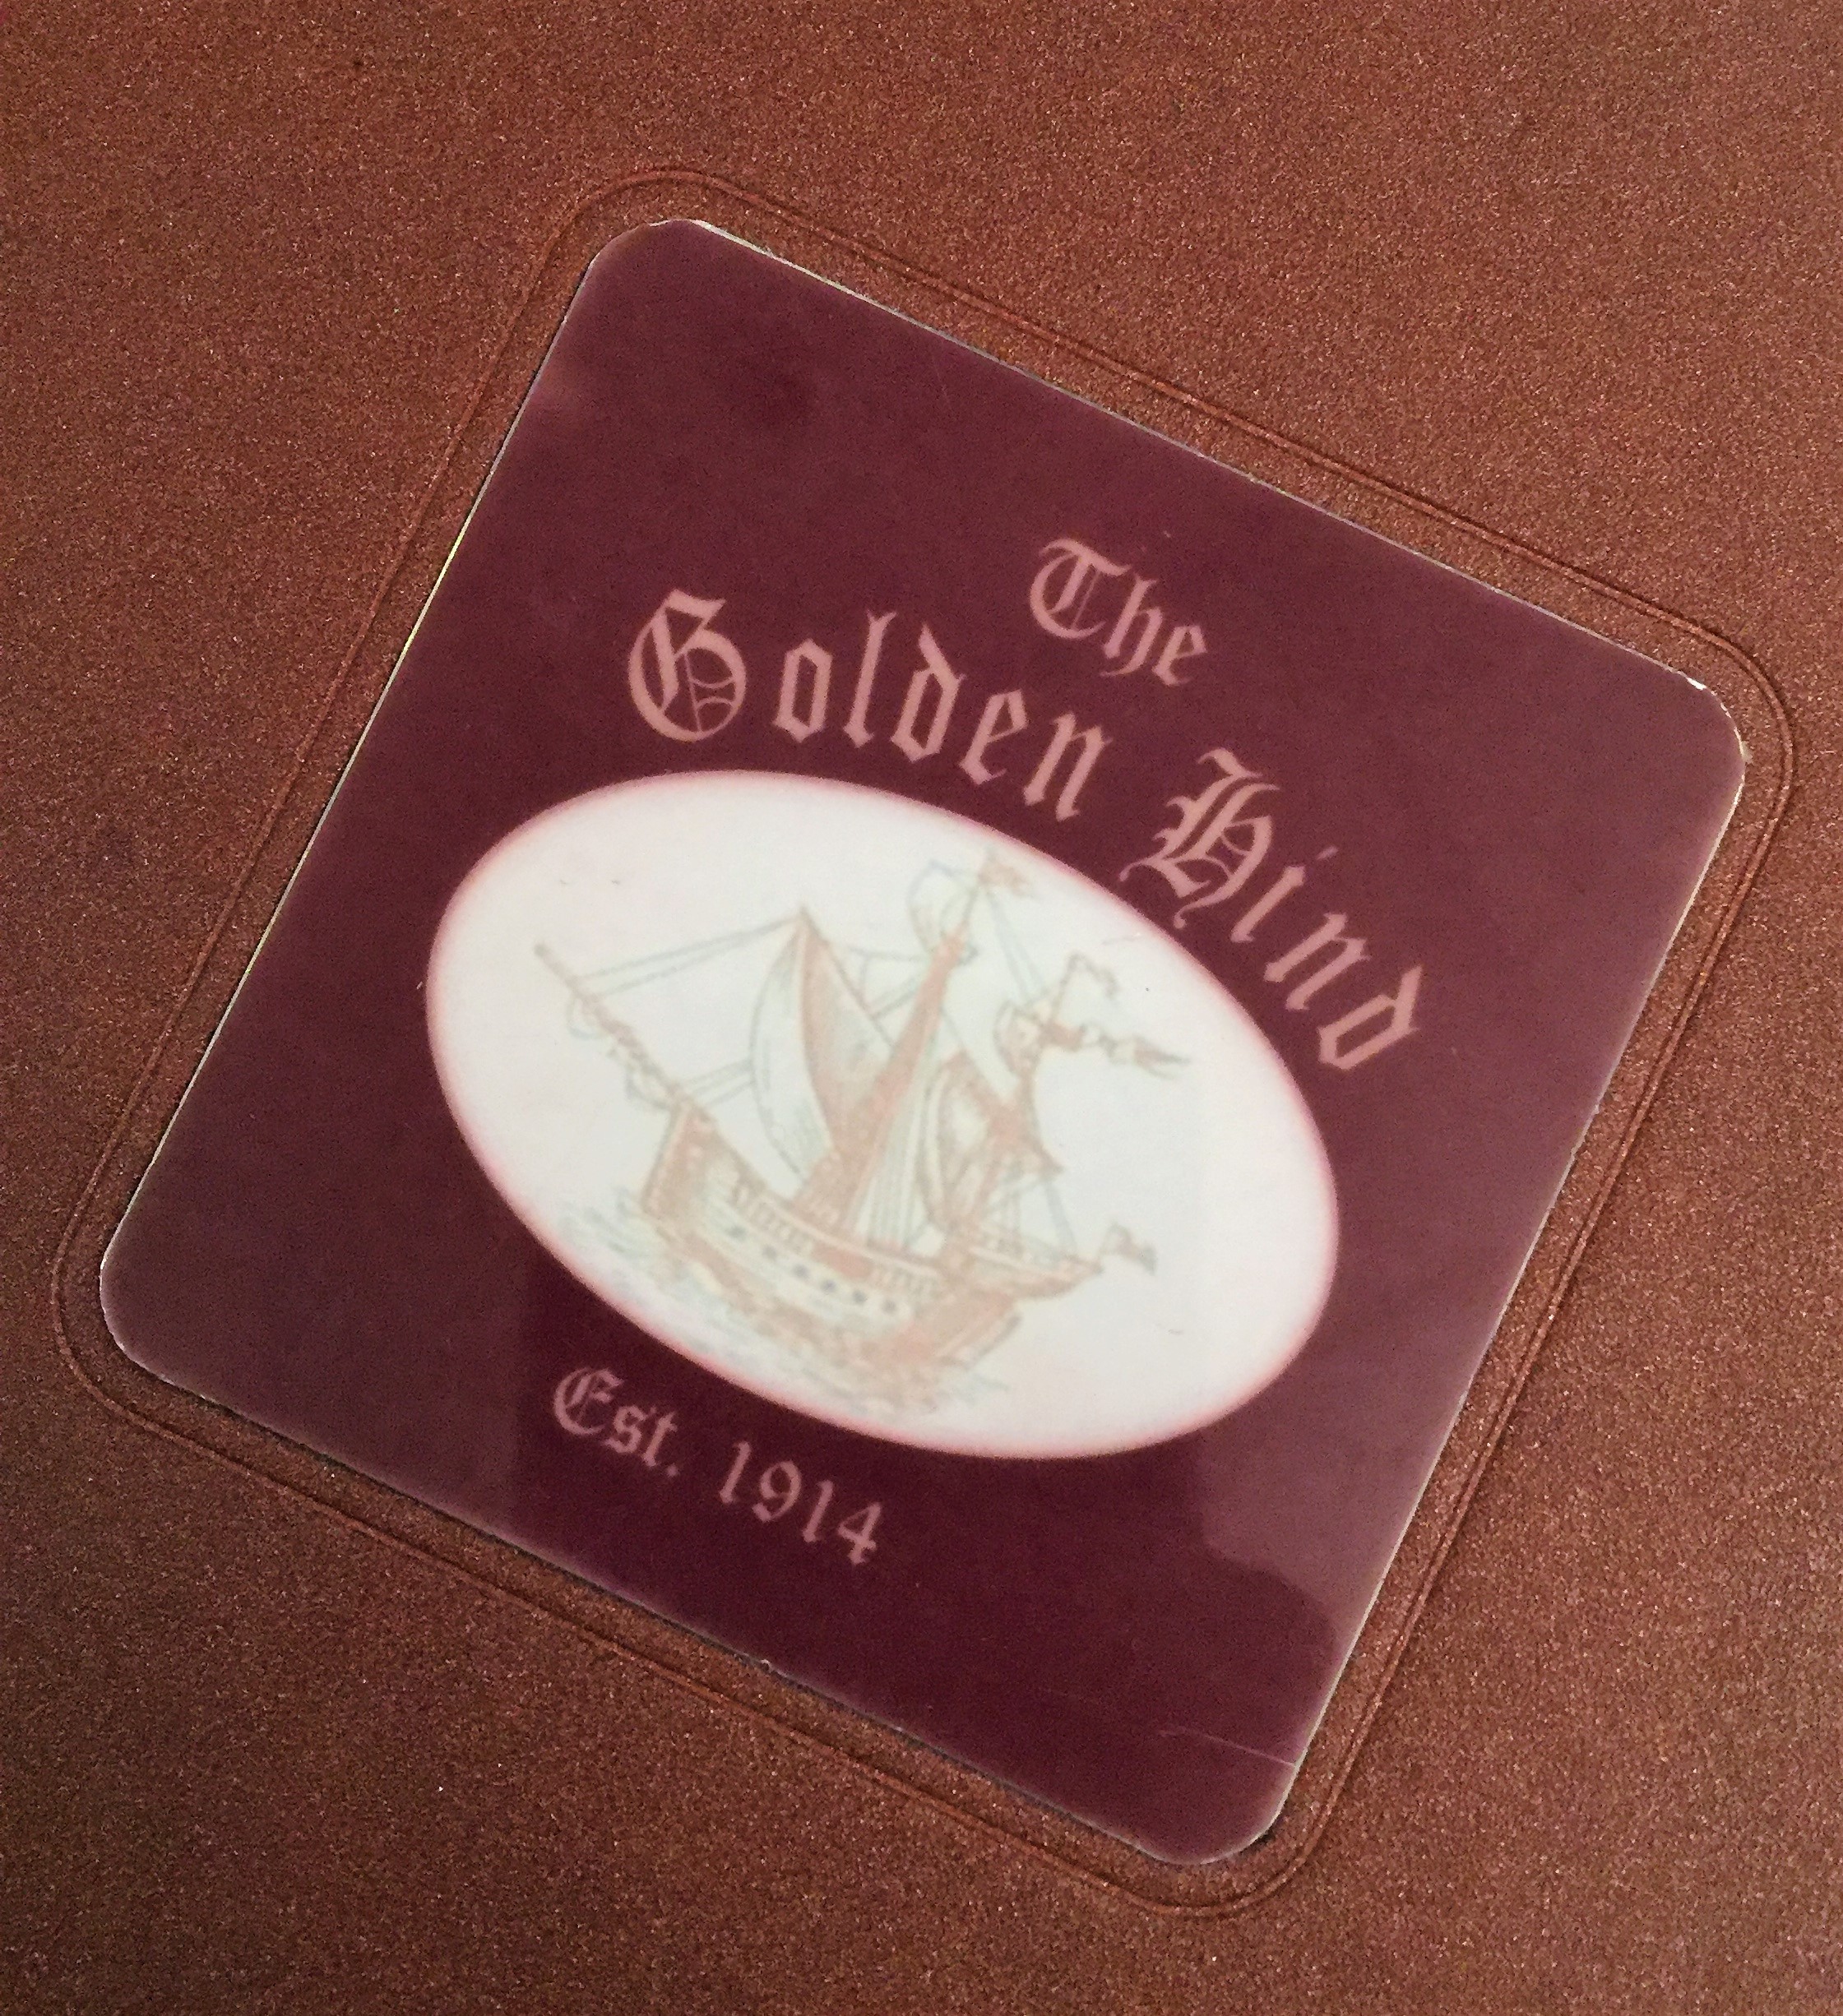 The
Golden Hind
Est. 1914